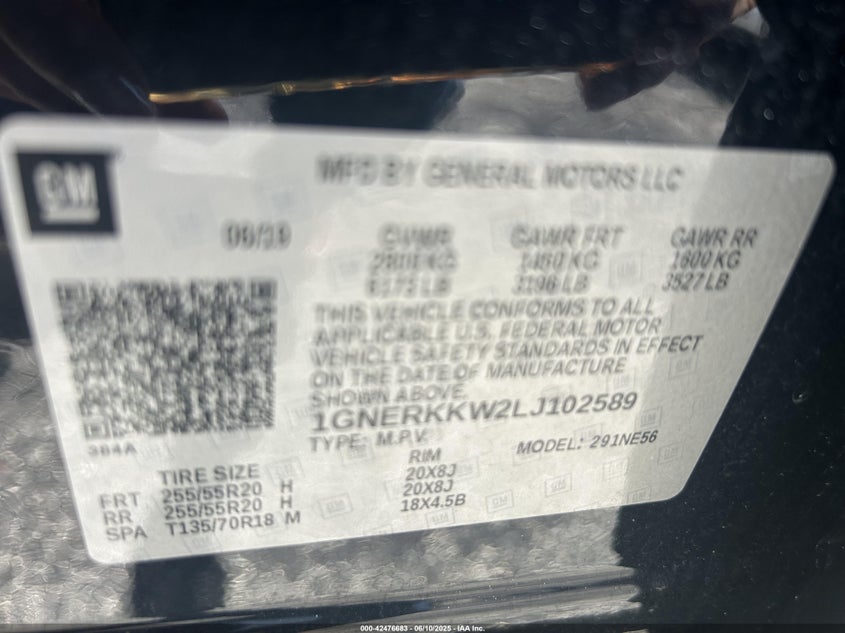 GM
MFD BY GENERAL MOTORS LLC
GVWR GAWR FRT GAWR RR
KG 1450 KG 1600 KG
LB 3196 LB 3527 LB
THIS VEHICLE CONFORMS TO ALL
APPLICABLE U.S. FEDERAL MOTOR
VEHICLE SAFETY STANDARDS IN EFFECT
ON THE DATE OF MANUFACTURE
SHOWN ABOVE.
1GNERKKW2LJ102589
TYPE: M.P.V. MODEL: 291NE56
384A
TIRE SIZE RIM
FRT 255/55R20 H 20X8J
RR 255/55R20 H 20X8J
SPA T135/70R18 M 18X4.5B
000-42476683 - 06/10/2025 - IAA Inc.